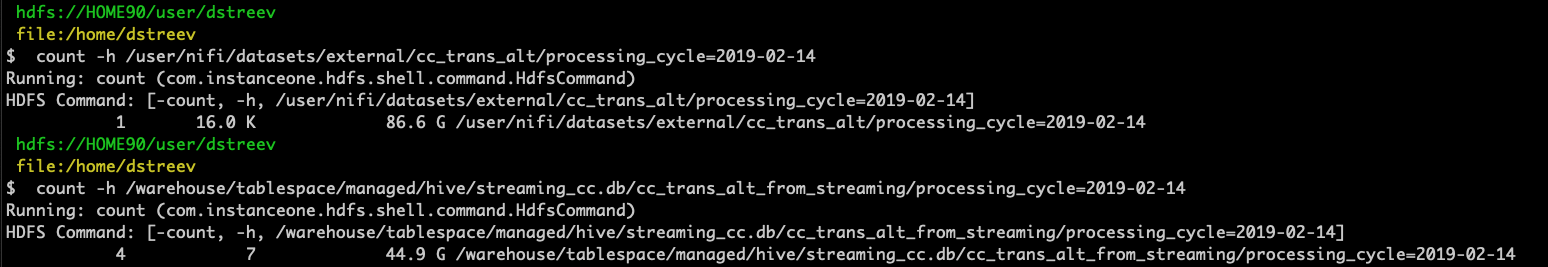 hdfs://HOME90/user/dstreev
file:/home/dstreev
$  count -h /user/nifi/datasets/external/cc_trans_alt/processing_cycle=2019-02-14
Running: count (com.instanceone.hdfs.shell.command.HdfsCommand)
HDFS Command: [-count, -h, /user/nifi/datasets/external/cc_trans_alt/processing_cycle=2019-02-14]
           1       16.0 K             86.6 G /user/nifi/datasets/external/cc_trans_alt/processing_cycle=2019-02-14
hdfs://HOME90/user/dstreev
file:/home/dstreev
$  count -h /warehouse/tablespace/managed/hive/streaming_cc.db/cc_trans_alt_from_streaming/processing_cycle=2019-02-14
Running: count (com.instanceone.hdfs.shell.command.HdfsCommand)
HDFS Command: [-count, -h, /warehouse/tablespace/managed/hive/streaming_cc.db/cc_trans_alt_from_streaming/processing_cycle=2019-02-14]
           4            7             44.9 G /warehouse/tablespace/managed/hive/streaming_cc.db/cc_trans_alt_from_streaming/processing_cycle=2019-02-14